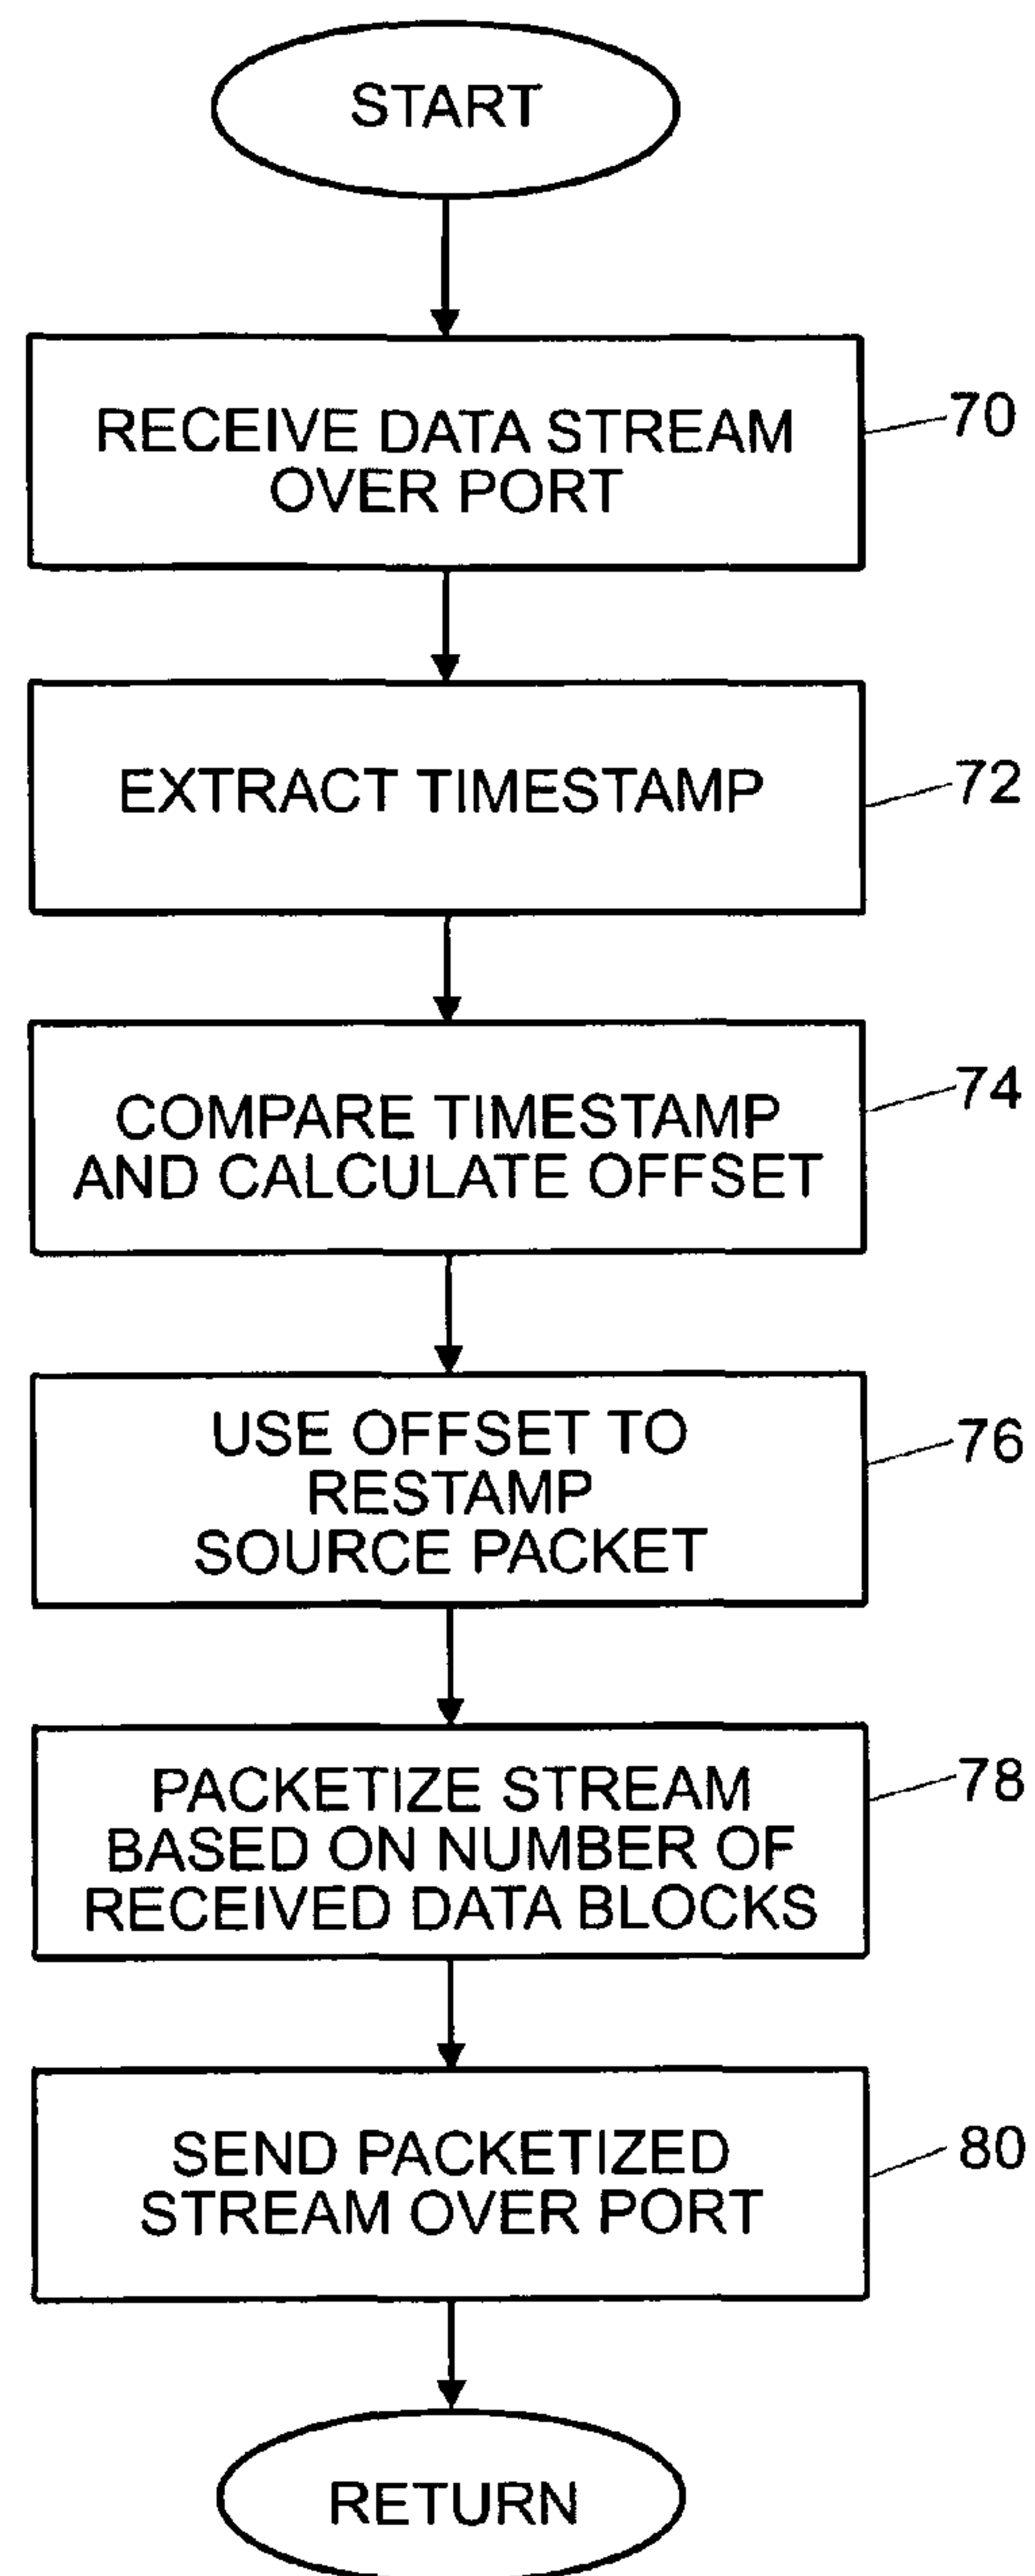 START
RECEIVE DATA STREAM
OVER PORT
70
EXTRACT TIMESTAMP
72
COMPARE TIMESTAMP
AND CALCULATE OFFSET
74
USE OFFSET TO
RESTAMP
SOURCE PACKET
76
PACKETIZE STREAM
BASED ON NUMBER OF
RECEIVED DATA BLOCKS
78
SEND PACKETIZED
STREAM OVER PORT
80
RETURN